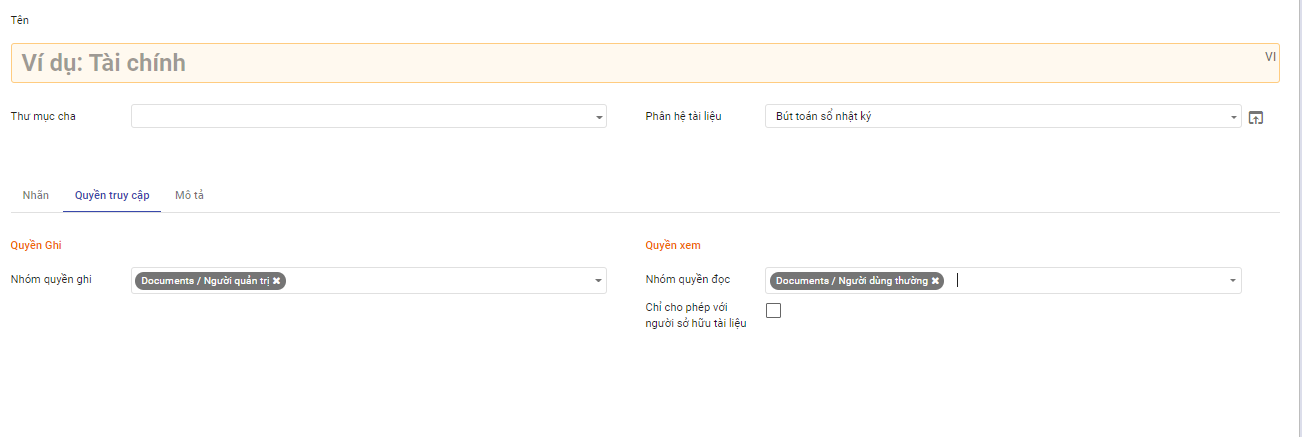 Tên
Ví dụ: Tài chính
VI
Thư mục cha
Phân hệ tài liệu
Bút toán sổ nhật ký
Nhãn
Quyền truy cập
Mô tả
Quyền Ghi
Quyền xem
Nhóm quyền ghi
Documents / Người quản trị ✖
Nhóm quyền đọc
Documents / Người dùng thường ✖
Chỉ cho phép với
người sở hữu tài liệu